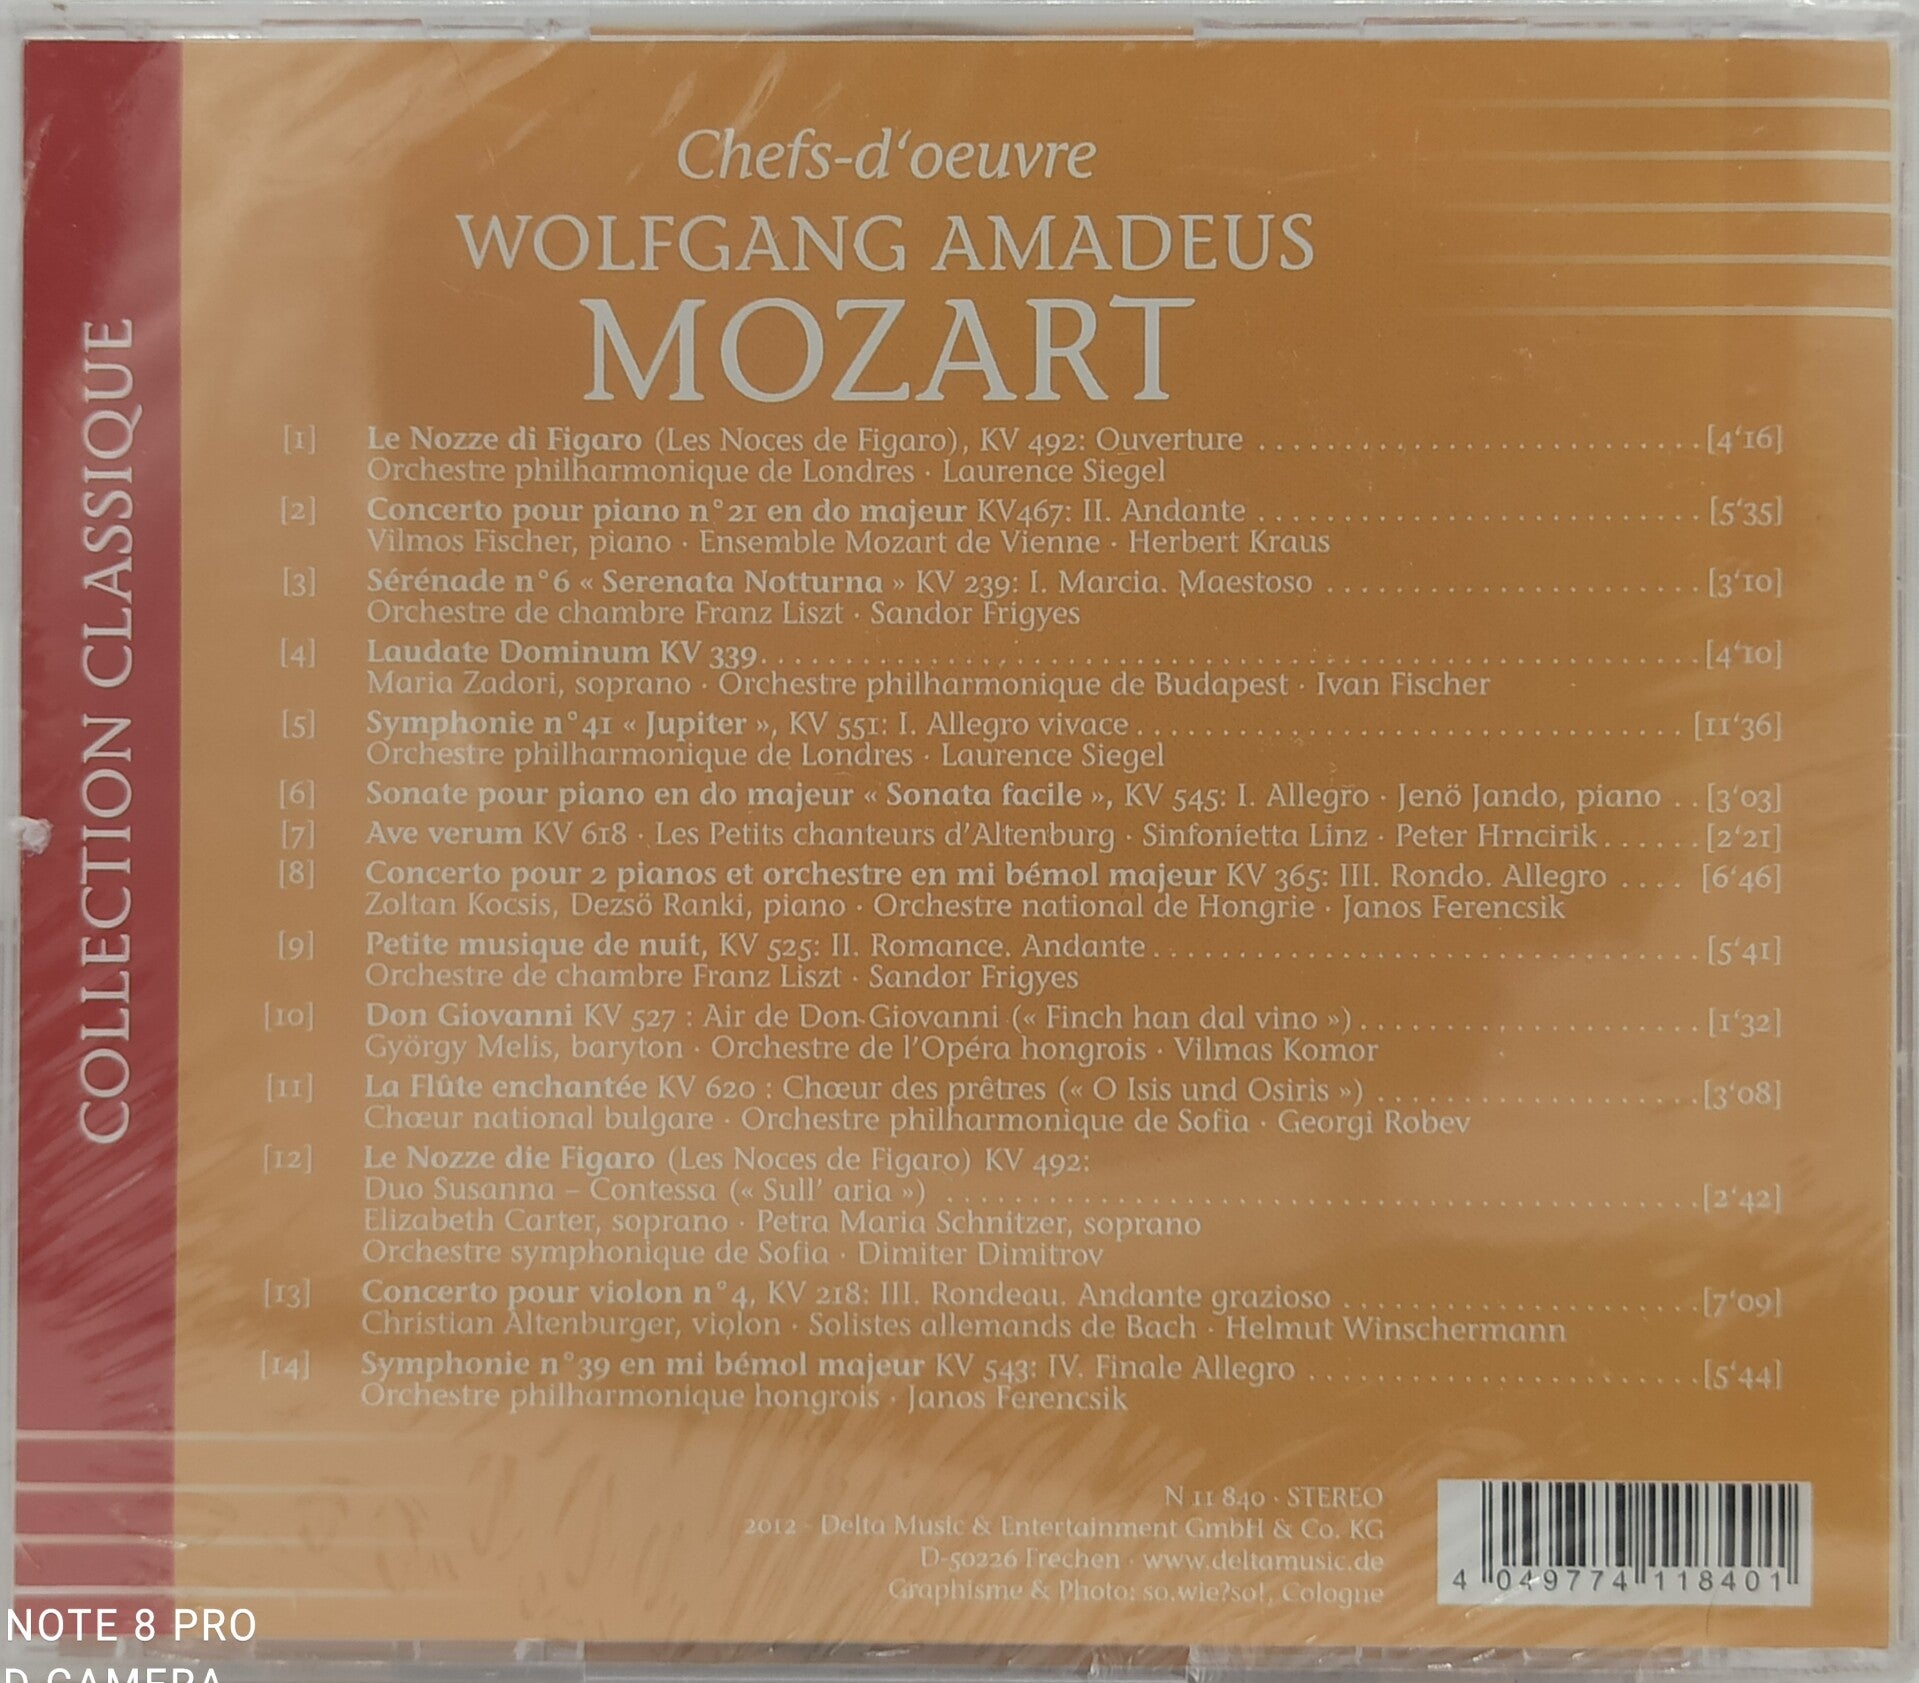 COLLECTION CLASSIQUE
Chefs-d‘oeuvre
WOLFGANG AMADEUS
MOZART
[1] Le Nozze di Figaro (Les Noces de Figaro), KV 492: Ouverture [4‘16]
Orchestre philharmonique de Londres · Laurence Siegel
[2] Concerto pour piano n°21 en do majeur KV467: II. Andante [5‘35]
Vilmos Fischer, piano · Ensemble Mozart de Vienne · Herbert Kraus
[3] Sérénade n°6 « Serenata Notturna » KV 239: I. Marcia. Maestoso [3‘10]
Orchestre de chambre Franz Liszt · Sandor Frigyes
[4] Laudate Dominum KV 339 [4‘10]
Maria Zadori, soprano · Orchestre philharmonique de Budapest · Ivan Fischer
[5] Symphonie n°41 « Jupiter », KV 551: I. Allegro vivace [11‘36]
Orchestre philharmonique de Londres · Laurence Siegel
[6] Sonate pour piano en do majeur « Sonata facile », KV 545: I. Allegro · Jenö Jando, piano [3‘03]
[7] Ave verum KV 618 · Les Petits chanteurs d’Altenburg · Sinfonietta Linz · Peter Hrncirik [2‘21]
[8] Concerto pour 2 pianos et orchestre en mi bémol majeur KV 365: III. Rondo. Allegro [6‘46]
Zoltan Kocsis, Dezsö Ranki, piano · Orchestre national de Hongrie · Janos Ferencsik
[9] Petite musique de nuit, KV 525: II. Romance. Andante [5‘41]
Orchestre de chambre Franz Liszt · Sandor Frigyes
[10] Don Giovanni KV 527 : Air de Don Giovanni (« Finch han dal vino ») [1‘32]
György Melis, baryton · Orchestre de l’Opéra hongrois · Vilmas Komor
[11] La Flûte enchantée KV 620 : Chœur des prêtres (« O Isis und Osiris ») [3‘08]
Chœur national bulgare · Orchestre philharmonique de Sofia · Georgi Robev
[12] Le Nozze die Figaro (Les Noces de Figaro) KV 492:
Duo Susanna – Contessa (« Sull’ aria ») [2‘42]
Elizabeth Carter, soprano · Petra Maria Schnitzer, soprano
Orchestre symphonique de Sofia · Dimiter Dimitrov
[13] Concerto pour violon n°4, KV 218: III. Rondeau. Andante grazioso [7‘09]
Christian Altenburger, violon · Solistes allemands de Bach · Helmut Winschermann
[14] Symphonie n°39 en mi bémol majeur KV 543: IV. Finale Allegro [5‘44]
Orchestre philharmonique hongrois · Janos Ferencsik
N 11 840 · STEREO
2012 · Delta Music & Entertainment GmbH & Co. KG
D-50226 Frechen · www.deltamusic.de
Graphisme & Photo: so.wie?so!, Cologne
4 049774 118401
NOTE 8 PRO
D CAMERA